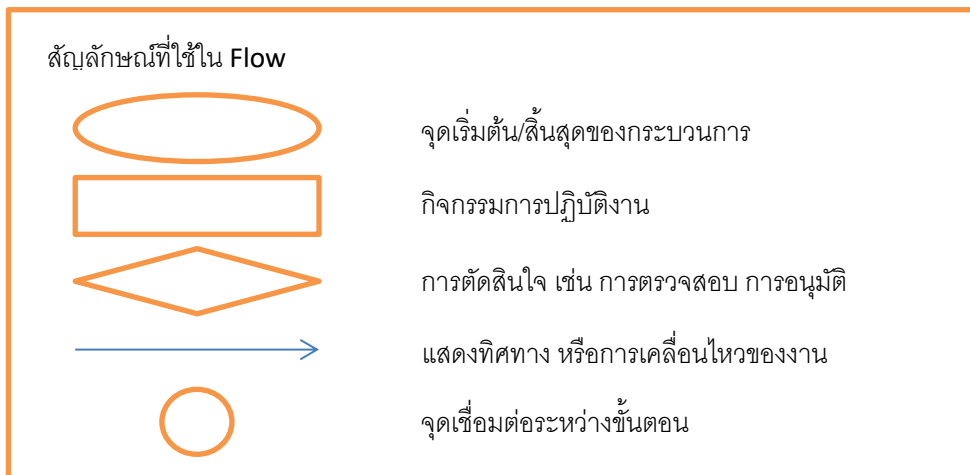 สัญลักษณ์ที่ใช้ใน Flow
จุดเริ่มต้น/สิ้นสุดของกระบวนการ
กิจกรรมการปฏิบัติงาน
การตัดสินใจ เช่น การตรวจสอบ การอนุมัติ
แสดงทิศทาง หรือการเคลื่อนไหวของงาน
จุดเชื่อมต่อระหว่างขั้นตอน